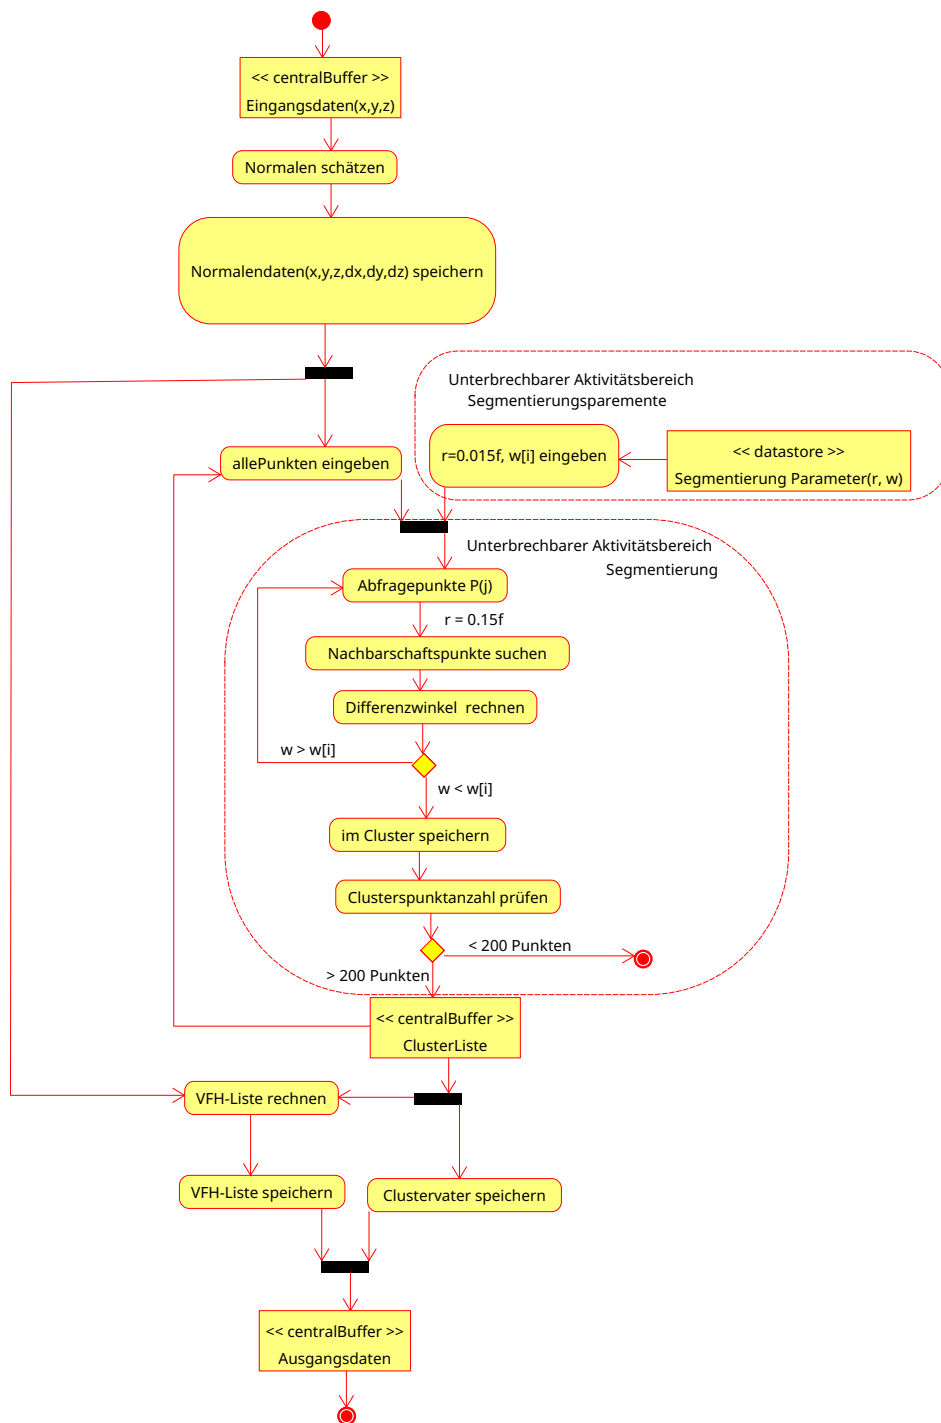 << centralBuffer >>
Eingangsdaten(x,y,z)
Normalen schätzen
Normalendaten(x,y,z,dx,dy,dz) speichern
Unterbrechbarer Aktivitätsbereich
Segmentierungsparemente
allePunkten eingeben
r=0.015f, w[i] eingeben
<< datastore >>
Segmentierung Parameter(r, w)
Unterbrechbarer Aktivitätsbereich
Segmentierung
Abfragepunkte P(j)
r = 0.15f
Nachbarschaftspunkte suchen
Differenzwinkel  rechnen
w > w[i]
w < w[i]
im Cluster speichern
Clusterspunktanzahl prüfen
< 200 Punkten
> 200 Punkten
<< centralBuffer >>
ClusterListe
VFH-Liste rechnen
VFH-Liste speichern
Clustervater speichern
<< centralBuffer >>
Ausgangsdaten